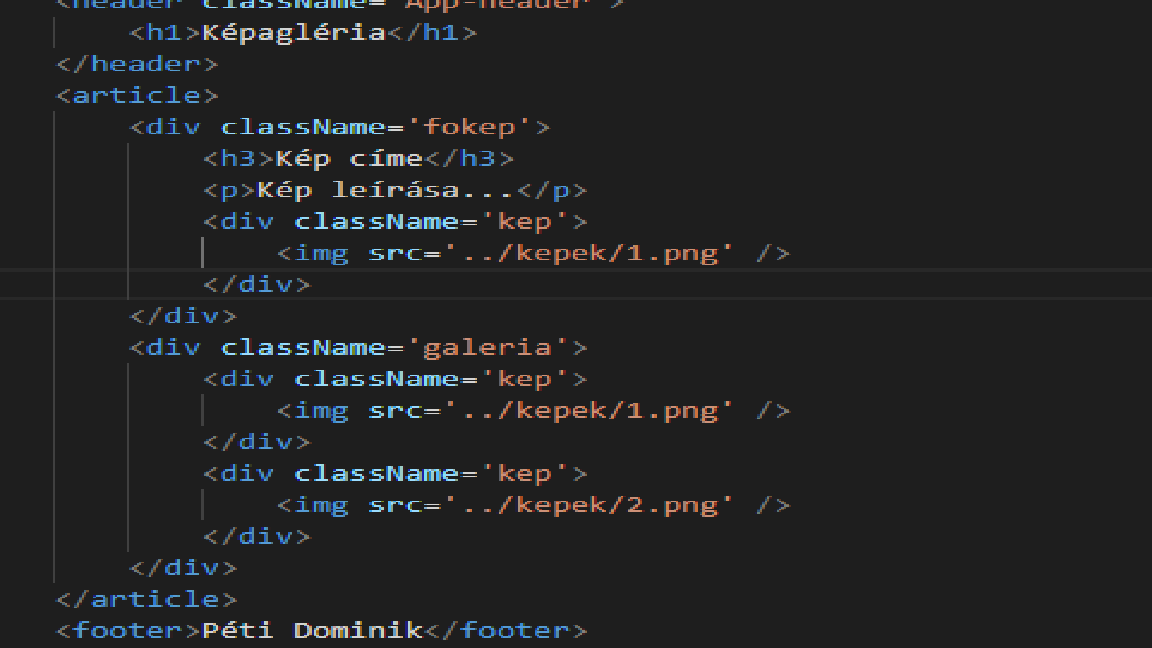 <header className='App-header'>
<h1>Képagléria</h1>
</header>
<article>
<div className='fokep'>
<h3>Kép címe</h3>
<p>Kép leírása...</p>
<div className='kep'>
<img src='../kepek/1.png' />
</div>
</div>
<div className='galeria'>
<div className='kep'>
<img src='../kepek/1.png' />
</div>
<div className='kep'>
<img src='../kepek/2.png' />
</div>
</div>
</article>
<footer>Péti Dominik</footer>